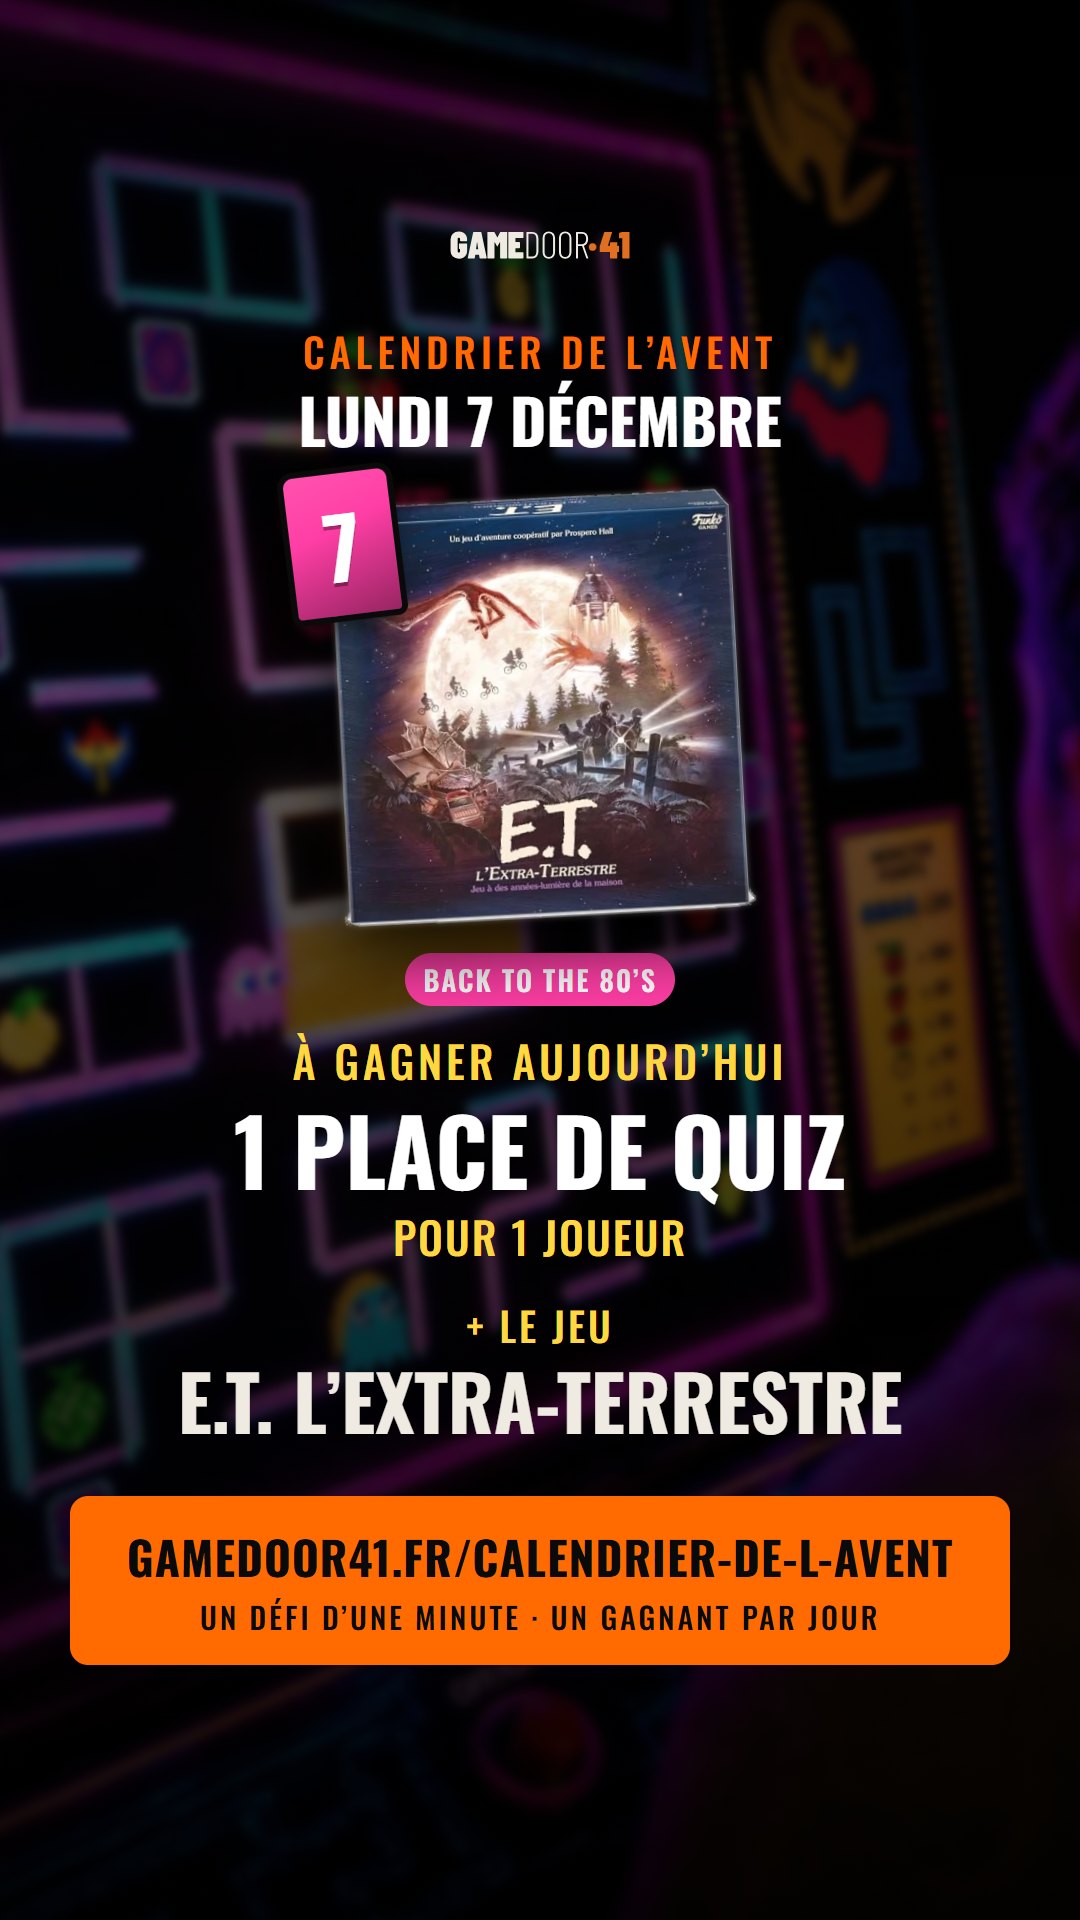 GAMEDOOR·41
CALENDRIER DE L’AVENT
LUNDI 7 DÉCEMBRE
7
E.T.
Funko
GAMES
Un jeu d'aventure coopératif par Prospero Hall
E.T.
L'EXTRA-TERRESTRE
Jeu à des années-lumière de la maison
BACK TO THE 80’S
À GAGNER AUJOURD’HUI
1 PLACE DE QUIZ
POUR 1 JOUEUR
+ LE JEU
E.T. L’EXTRA-TERRESTRE
GAMEDOOR41.FR/CALENDRIER-DE-L-AVENT
UN DÉFI D’UNE MINUTE · UN GAGNANT PAR JOUR